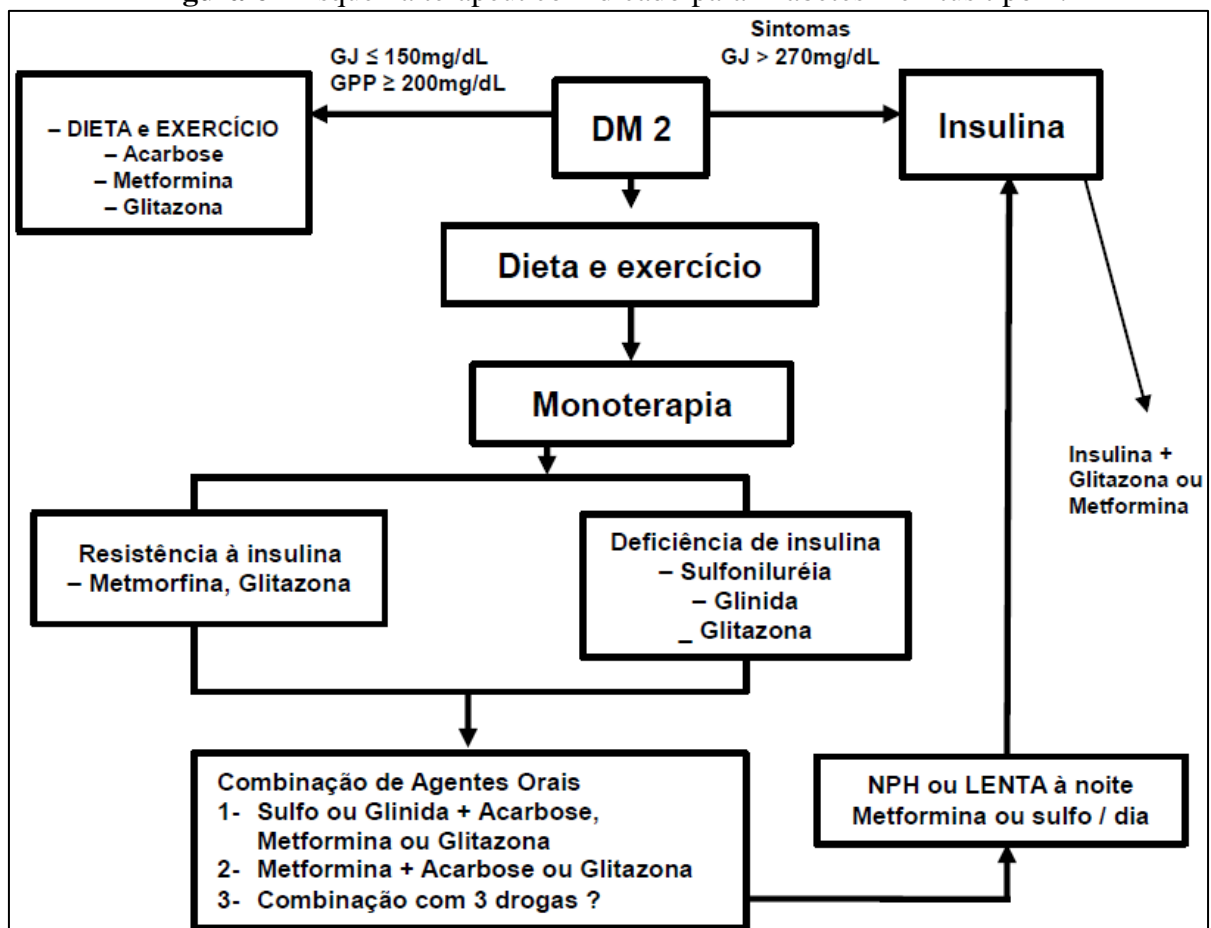 GJ ≤ 150mg/dL
GPP ≥ 200mg/dL
Sintomas
GJ > 270mg/dL
– DIETA e EXERCÍCIO
– Acarbose
– Metformina
– Glitazona
DM 2
Insulina
Dieta e exercício
Monoterapia
Insulina +
Glitazona ou
Metformina
Resistência à insulina
– Metmorfina, Glitazona
Deficiência de insulina
– Sulfoniluréia
– Glinida
_ Glitazona
Combinação de Agentes Orais
1- Sulfo ou Glinida + Acarbose,
Metformina ou Glitazona
2- Metformina + Acarbose ou Glitazona
3- Combinação com 3 drogas ?
NPH ou LENTA à noite
Metformina ou sulfo / dia